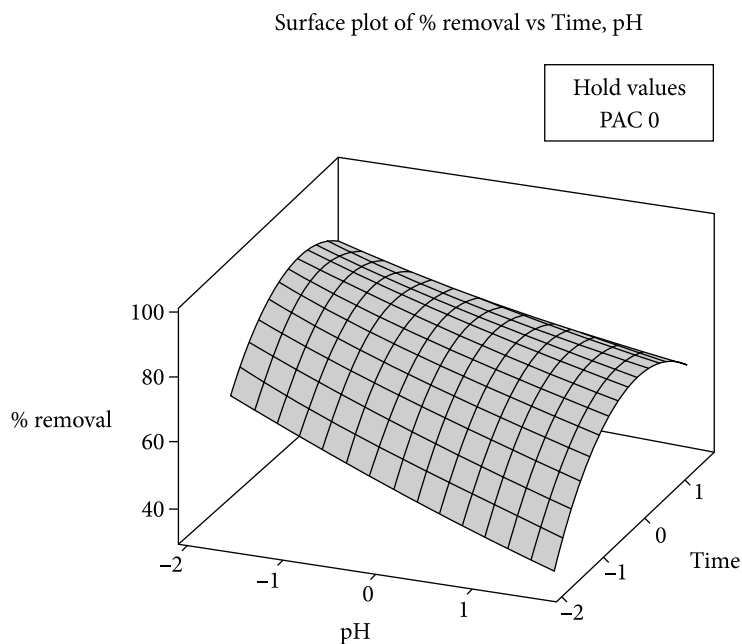 Surface plot of % removal vs Time, pH
Hold values
PAC 0
100
80
% removal
60
40
−2
−1
0
1
pH
−2
−1
0
1
Time